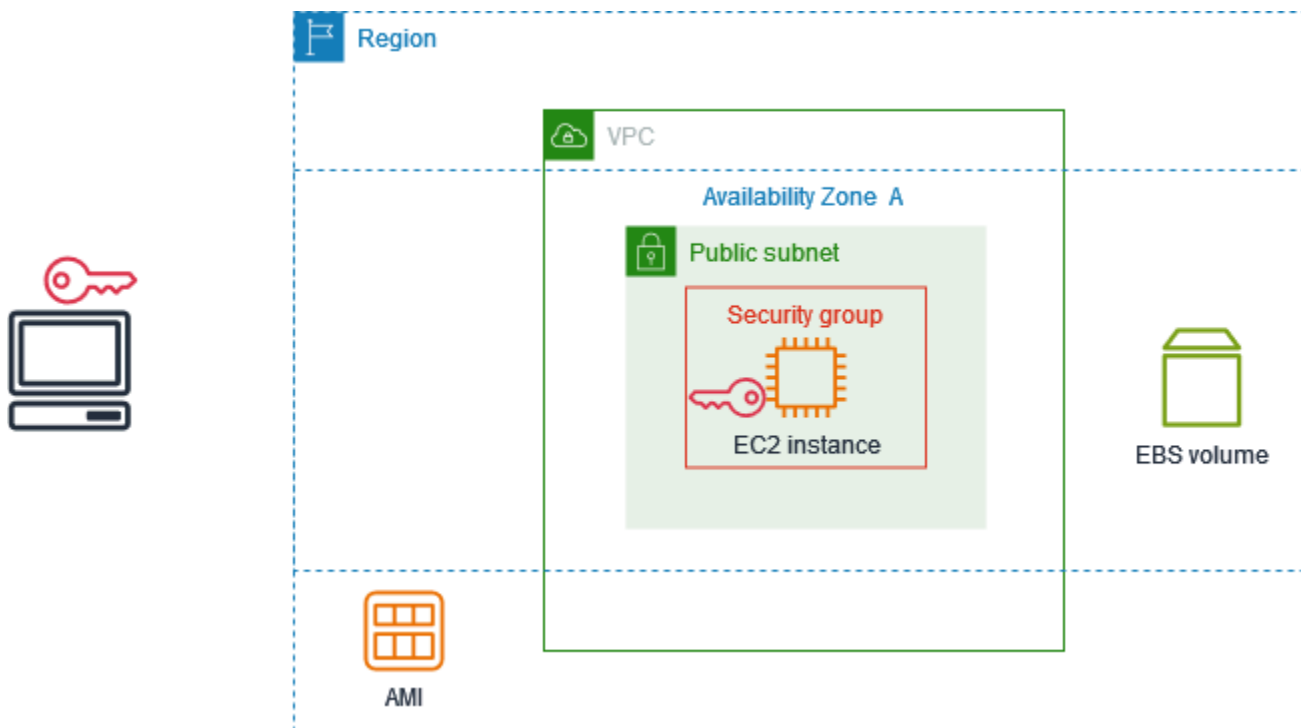 Region
VPC
Availability Zone A
Public subnet
Security group
EC2 instance
EBS volume
AMI